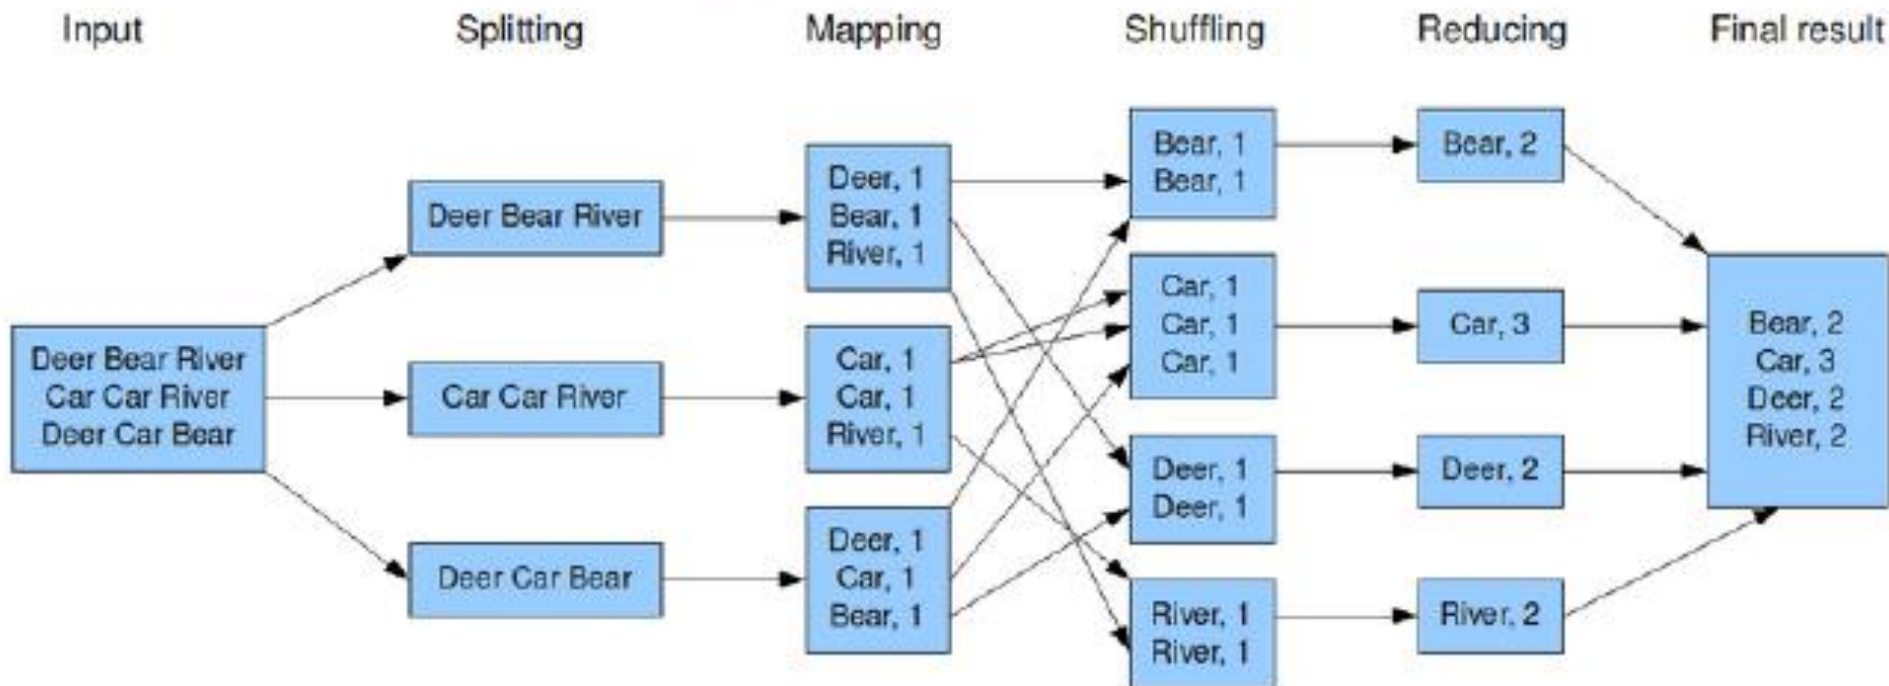 Input
Splitting
Mapping
Shuffling
Reducing
Final result
Deer Bear River
Car Car River
Deer Car Bear
Deer Bear River
Car Car River
Deer Car Bear
Deer, 1
Bear, 1
River, 1
Car, 1
Car, 1
River, 1
Deer, 1
Car, 1
Bear, 1
Bear, 1
Bear, 1
Car, 1
Car, 1
Car, 1
Deer, 1
Deer, 1
River, 1
River, 1
Bear, 2
Car, 3
Deer, 2
River, 2
Bear, 2
Car, 3
Deer, 2
River, 2